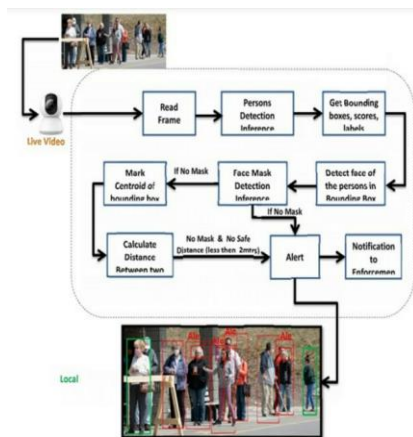 Live Video
Read
Frame
Persons
Detection
Inference
Get Bounding
boxes, scores,
labels
Mark
Centroid of
bounding box
If No Mask
Face Mask
Detection
Inference
Detect face of
the persons in
Bounding Box
If No Mask
Calculate
Distance
Between two
No Mask & No Safe
Distance (less then 2mtrs)
Alert
Notification
to
Enforcemen
Local